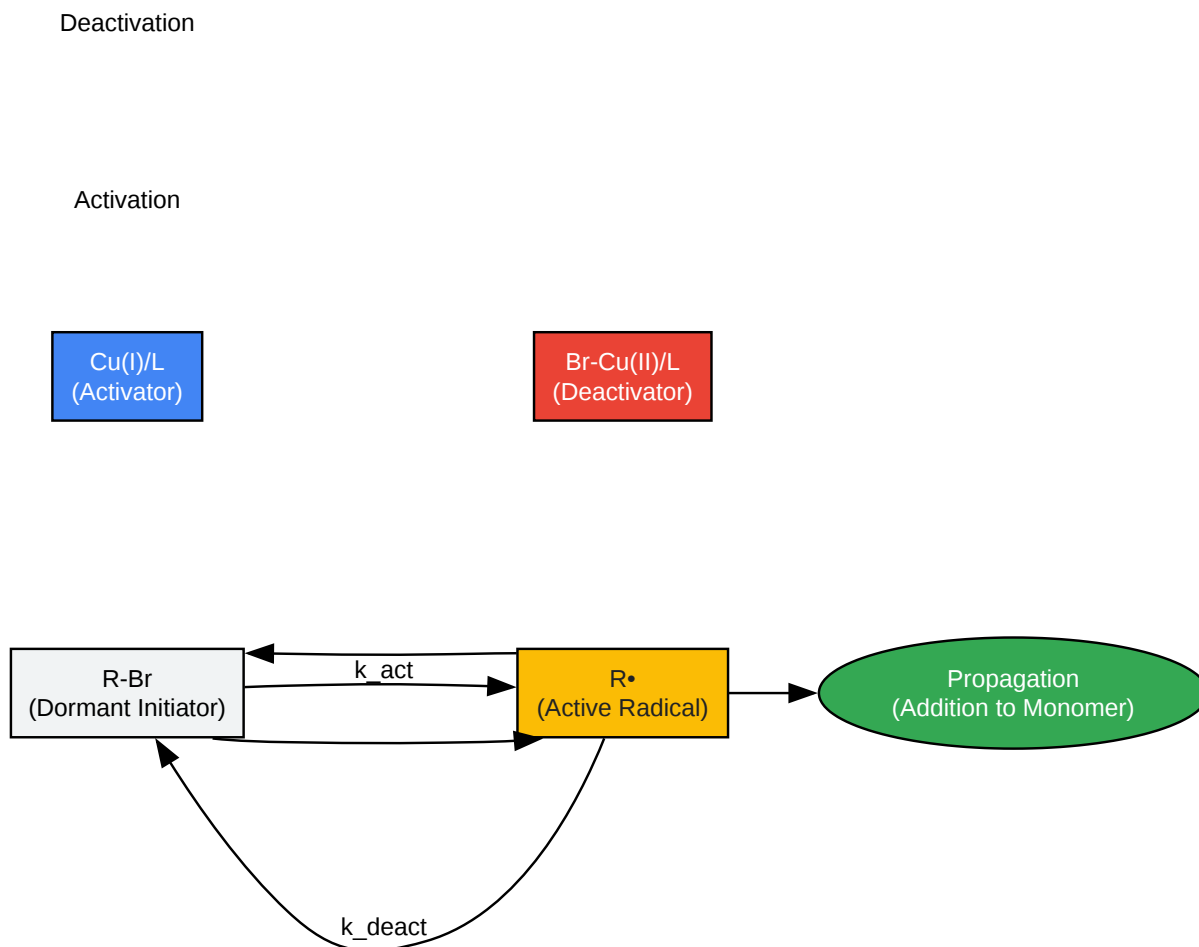 Deactivation
Activation
Cu(I)/L
(Activator)
Br-Cu(II)/L
(Deactivator)
R-Br
(Dormant Initiator)
k_act
R•
(Active Radical)
Propagation
(Addition to Monomer)
k_deact